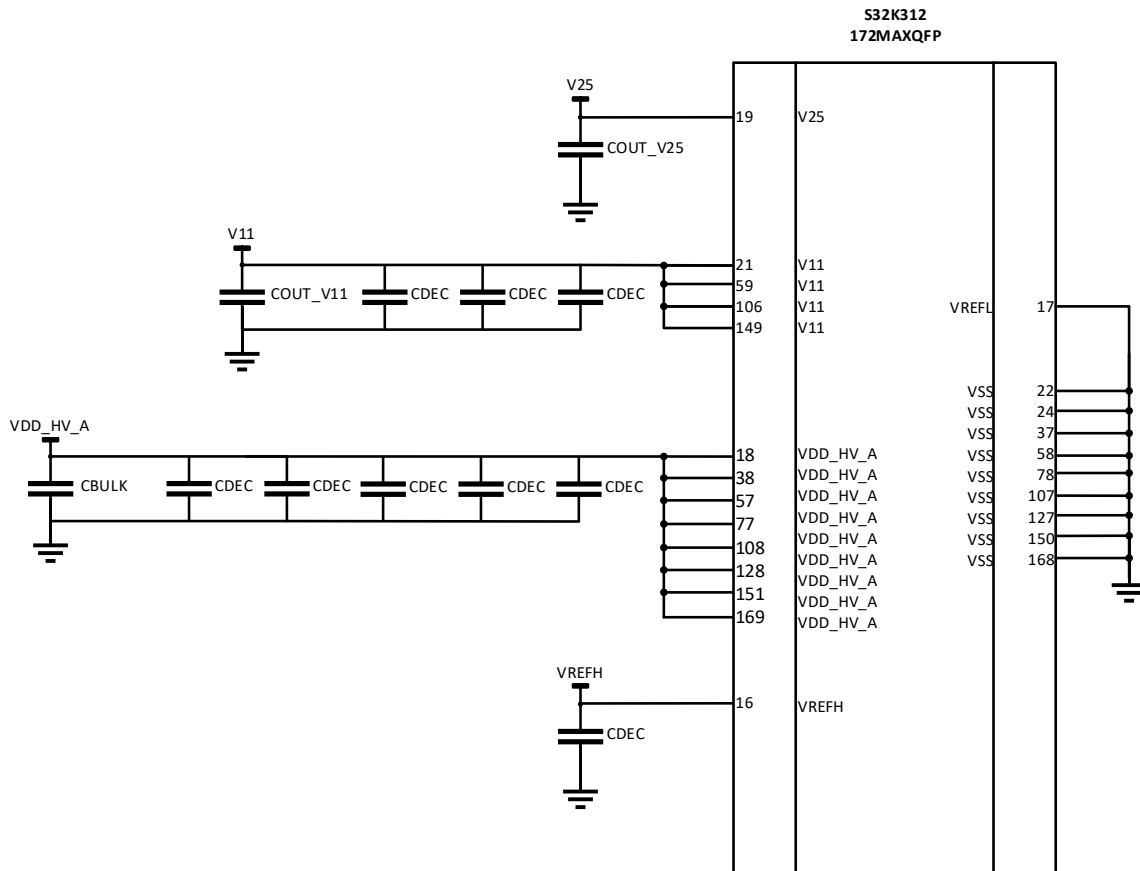 S32K312
172MAXQFP
V25
19 V25
COUT_V25
V11
21 V11
COUT_V11 CDEC CDEC CDEC 59 V11
106 V11 VREFL 17
149 V11
VSS 22
VSS 24
VDD_HV_A VSS 37
18 VDD_HV_A VSS 58
38 VDD_HV_A VSS 78
CBULK CDEC CDEC CDEC CDEC CDEC
57 VDD_HV_A VSS 107
77 VDD_HV_A VSS 127
108 VDD_HV_A VSS 150
128 VDD_HV_A VSS 168
151 VDD_HV_A
169 VDD_HV_A
VDD_HV_A
VREFH
16 VREFH
CDEC